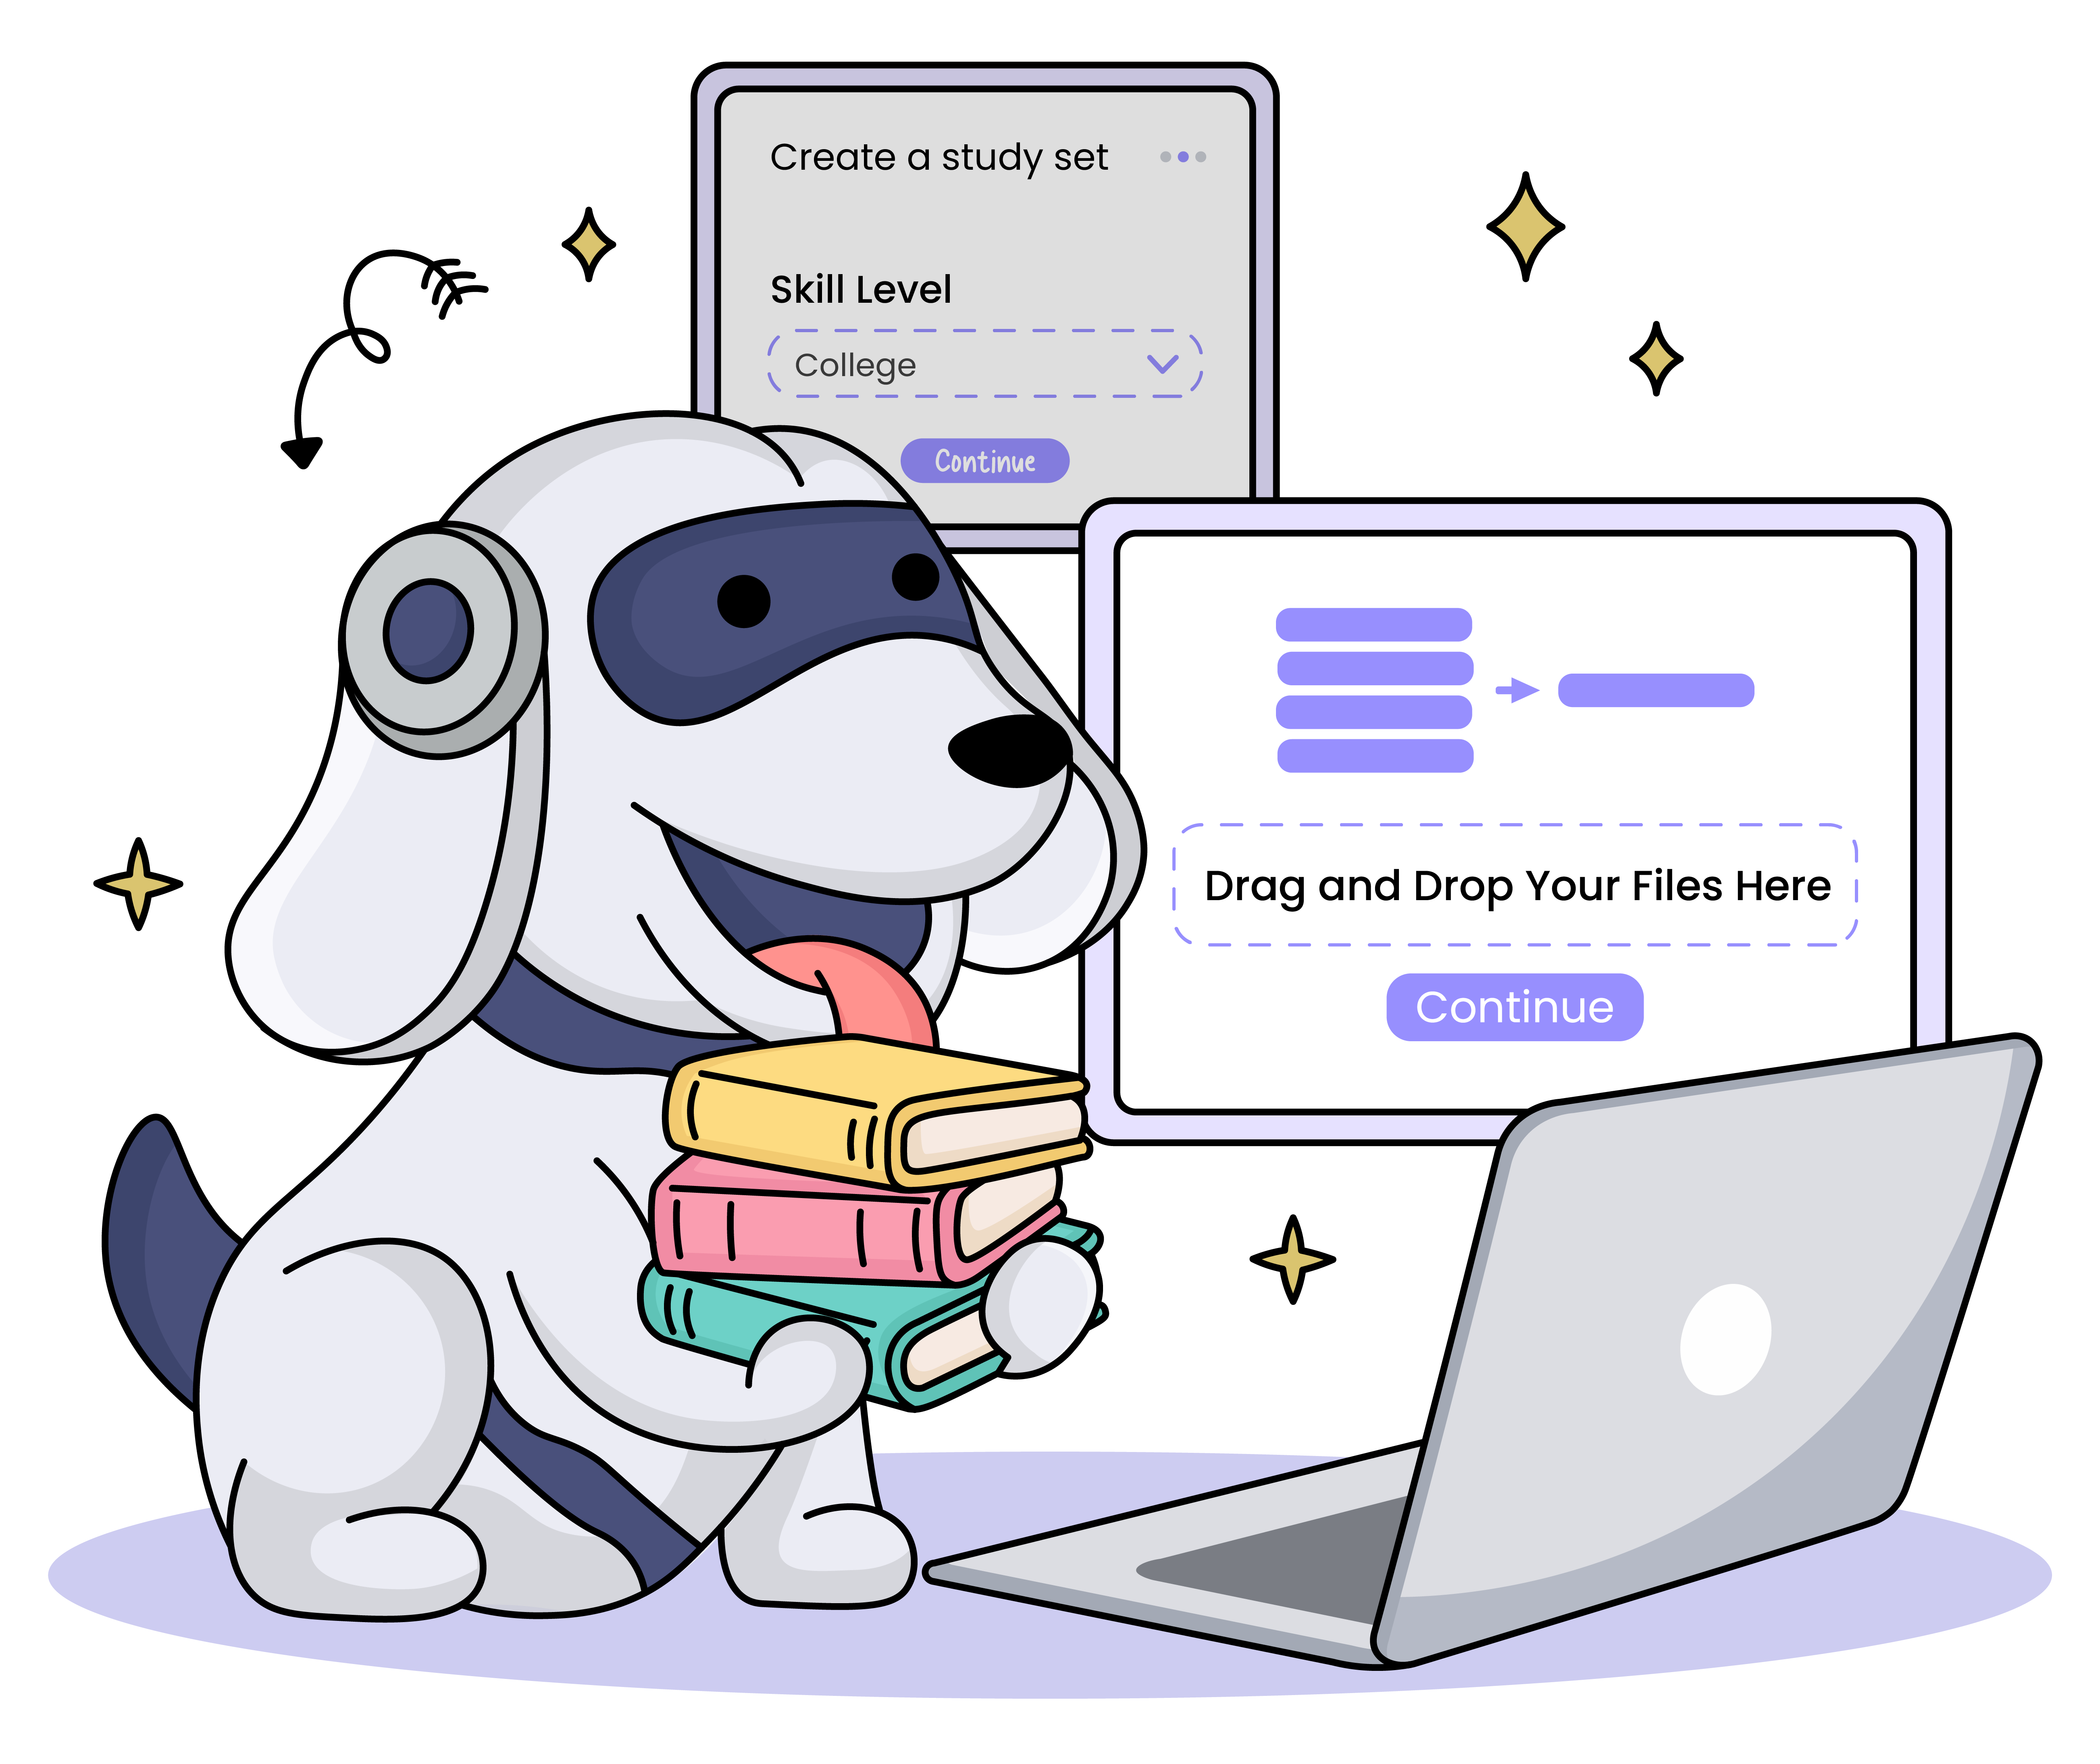 Create a study set
Skill Level
College
Continue
Drag and Drop Your Files Here
Continue